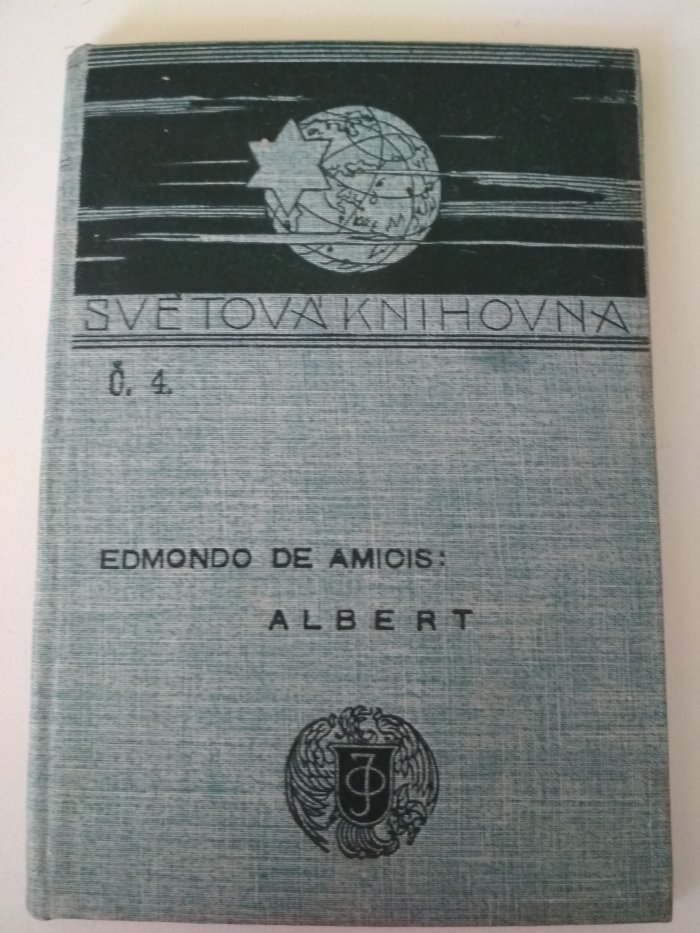 SVĚTOVÁ KNIHOVNA
Č. 4.
EDMONDO DE AMICIS:
ALBERT